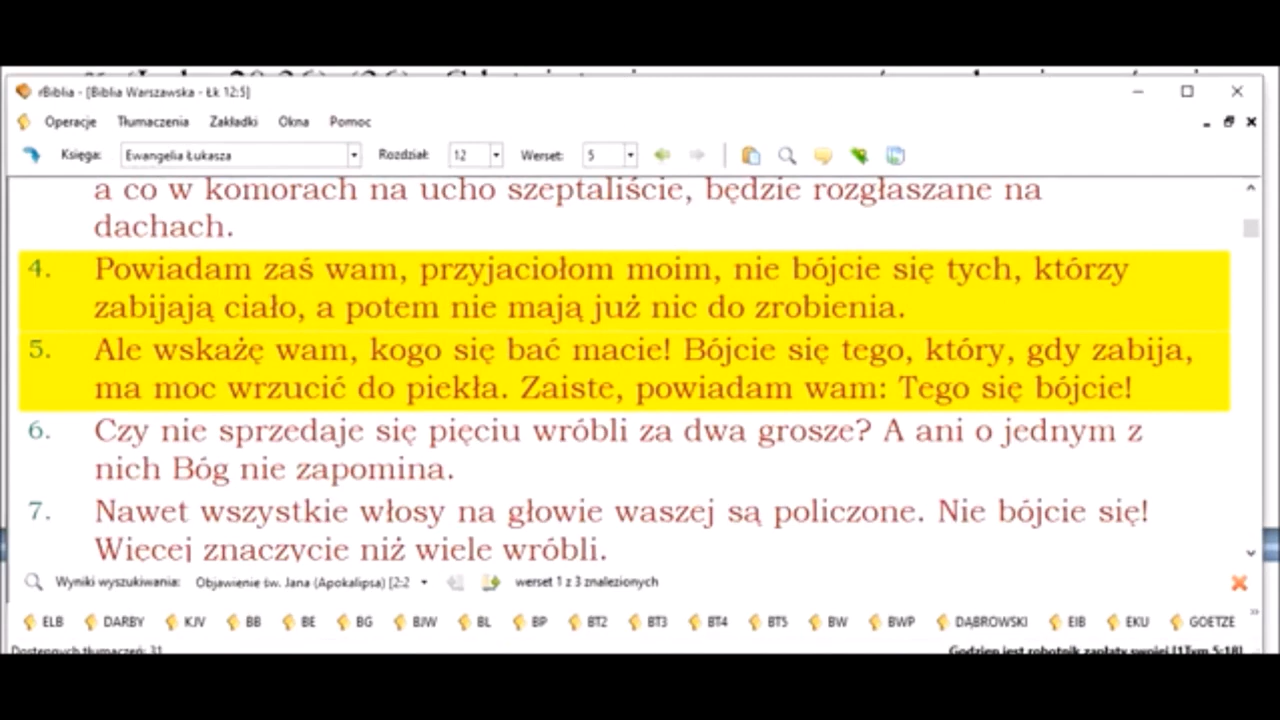 rBiblia - [Biblia Warszawska - Łk 12:5]
Operacje Tłumaczenia Zakładki Okna Pomoc
Księga: Ewangelia Łukasza Rozdział: 12 Werset: 5
a co w komorach na ucho szeptaliście, będzie rozgłaszane na
dachach.
4. Powiadam zaś wam, przyjaciołom moim, nie bójcie się tych, którzy
zabijają ciało, a potem nie mają już nic do zrobienia.
5. Ale wskażę wam, kogo się bać macie! Bójcie się tego, który, gdy zabija,
ma moc wrzucić do piekła. Zaiste, powiadam wam: Tego się bójcie!
6. Czy nie sprzedaje się pięciu wróbli za dwa grosze? A ani o jednym z
nich Bóg nie zapomina.
7. Nawet wszystkie włosy na głowie waszej są policzone. Nie bójcie się!
Więcej znaczycie niż wiele wróbli.
Wyniki wyszukiwania: Objawienie św. Jana (Apokalipsa) [2:2 werset 1 z 3 znalezionych
ELB DARBY KJV BB BE BG BJW BL BP BT2 BT3 BT4 BT5 BW BWP DĄBROWSKI EIB EKU GOETZE
Dostępnych tłumaczeń: 31 Godzien jest robotnik zapłaty swojej [1Tym 5:18]